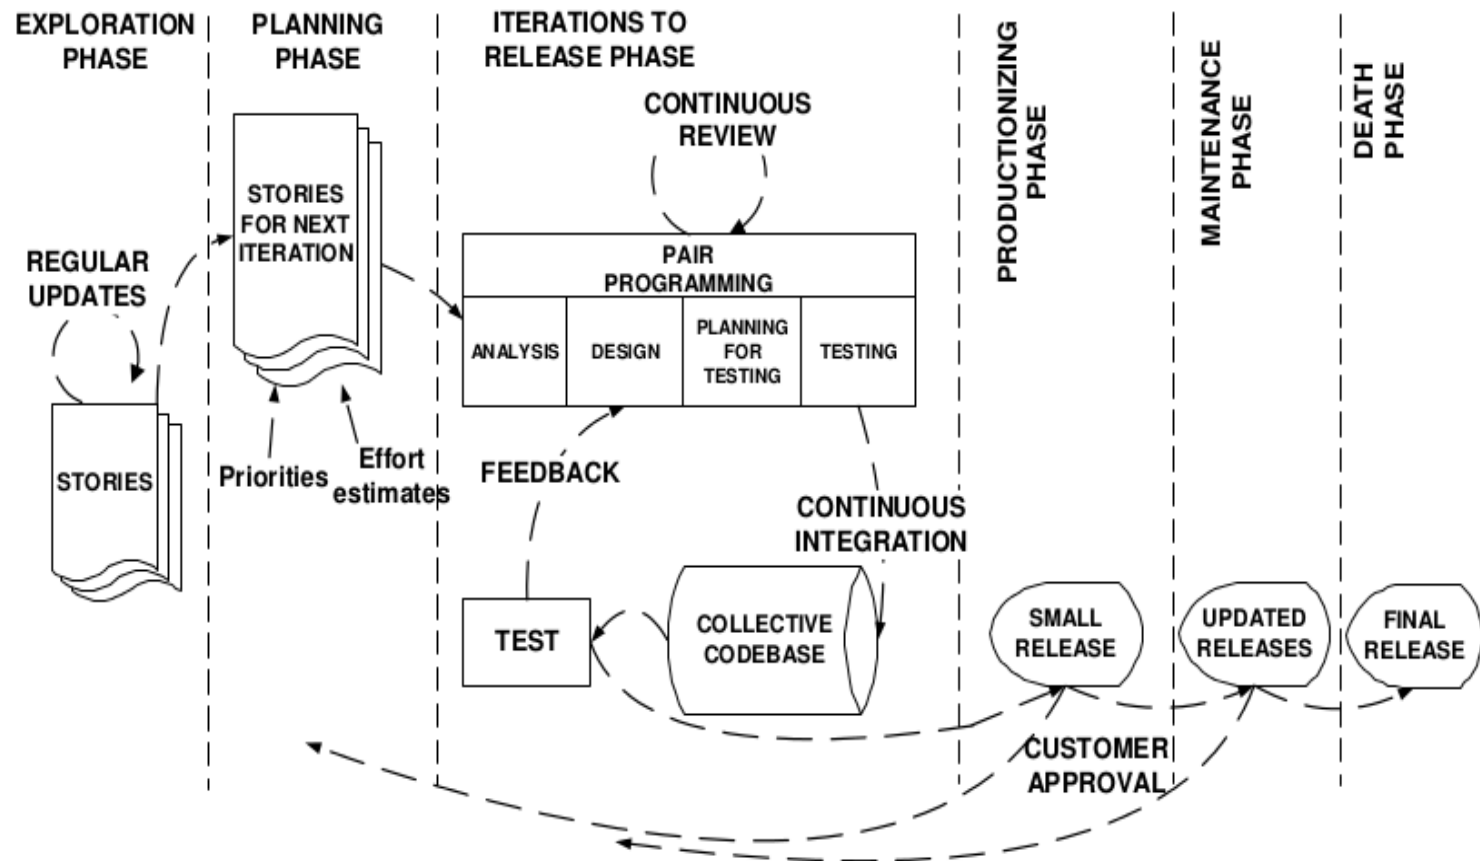 EXPLORATION
PHASE
PLANNING
PHASE
ITERATIONS TO
RELEASE PHASE
PRODUCTIONIZING
PHASE
MAINTENANCE
PHASE
DEATH
PHASE
CONTINUOUS
REVIEW
REGULAR
UPDATES
STORIES
STORIES
FOR NEXT
ITERATION
Priorities
Effort
estimates
PAIR
PROGRAMMING
ANALYSIS
DESIGN
PLANNING
FOR
TESTING
TESTING
FEEDBACK
CONTINUOUS
INTEGRATION
TEST
COLLECTIVE
CODEBASE
SMALL
RELEASE
UPDATED
RELEASES
FINAL
RELEASE
CUSTOMER
APPROVAL